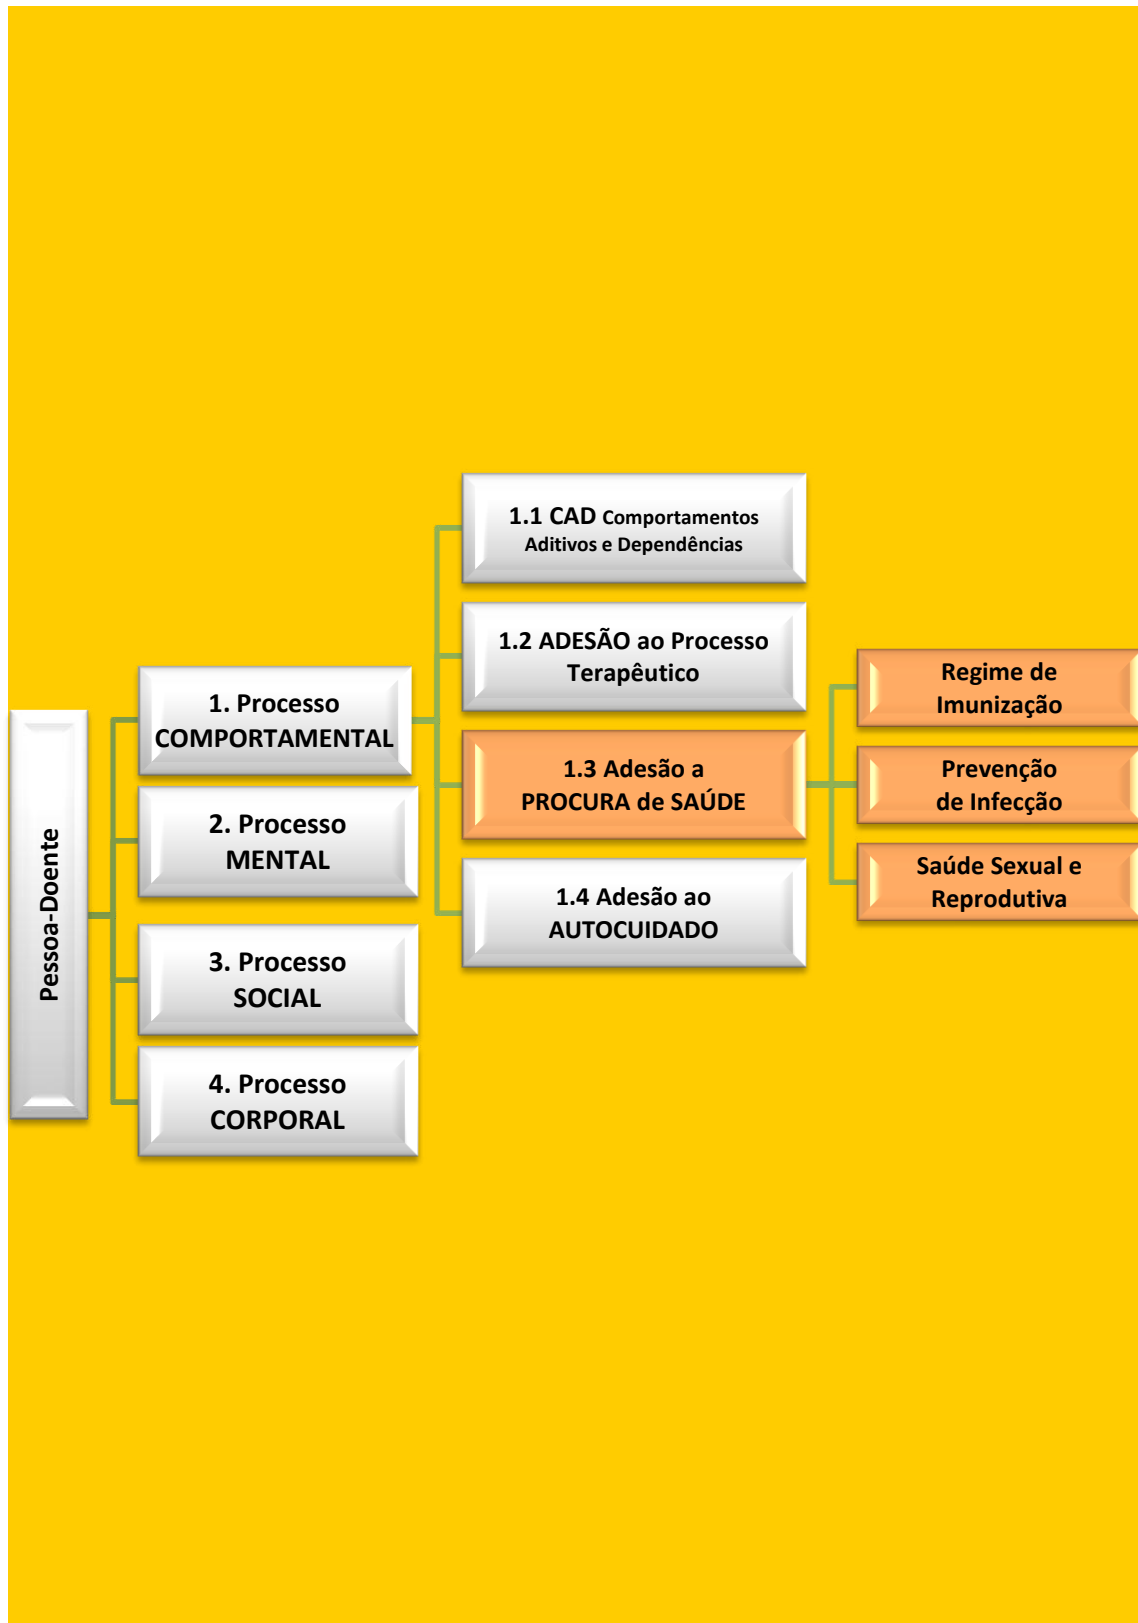 Pessoa-Doente
1. Processo
COMPORTAMENTAL
2. Processo
MENTAL
3. Processo
SOCIAL
4. Processo
CORPORAL
1.1 CAD Comportamentos
Aditivos e Dependências
1.2 ADESÃO ao Processo
Terapêutico
1.3 Adesão a
PROCURA de SAÚDE
1.4 Adesão ao
AUTOCUIDADO
Regime de
Imunização
Prevenção
de Infecção
Saúde Sexual e
Reprodutiva